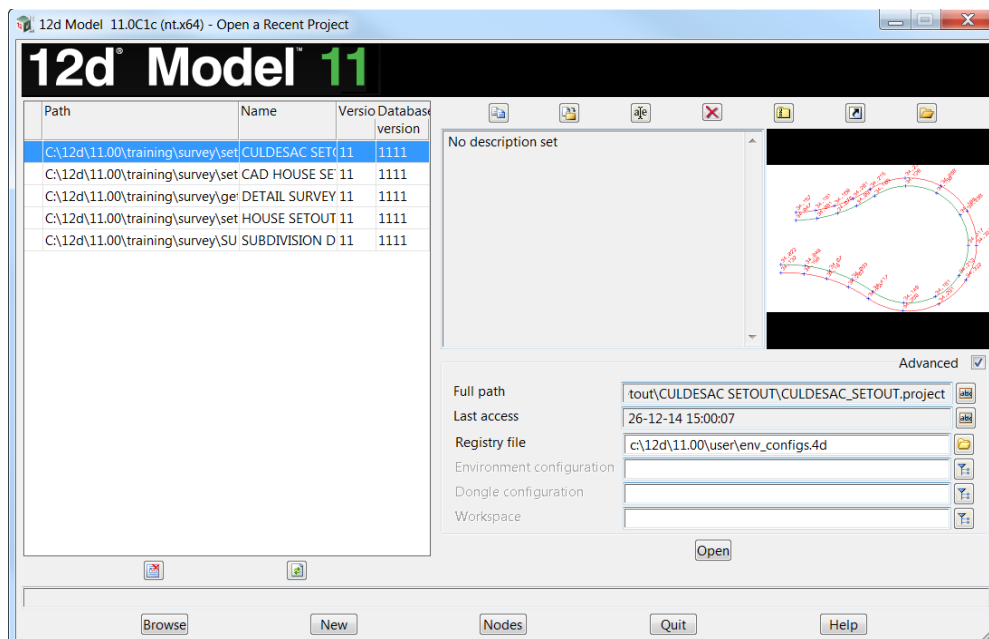 12d Model 11.0C1c (nt.x64) - Open a Recent Project
12d® Model™ 11
Path Name Versio Database version
C:\12d\11.00\training\survey\set CULDESAC SETO 11 1111
C:\12d\11.00\training\survey\set CAD HOUSE SE 11 1111
C:\12d\11.00\training\survey\ge DETAIL SURVEY 11 1111
C:\12d\11.00\training\survey\set HOUSE SETOUT 11 1111
C:\12d\11.00\training\survey\SU SUBDIVISION D 11 1111
No description set
Advanced
Full path tout\CULDESAC SETOUT\CULDESAC_SETOUT.project
Last access 26-12-14 15:00:07
Registry file c:\12d\11.00\user\env_configs.4d
Environment configuration
Dongle configuration
Workspace
Open
Browse New Nodes Quit Help